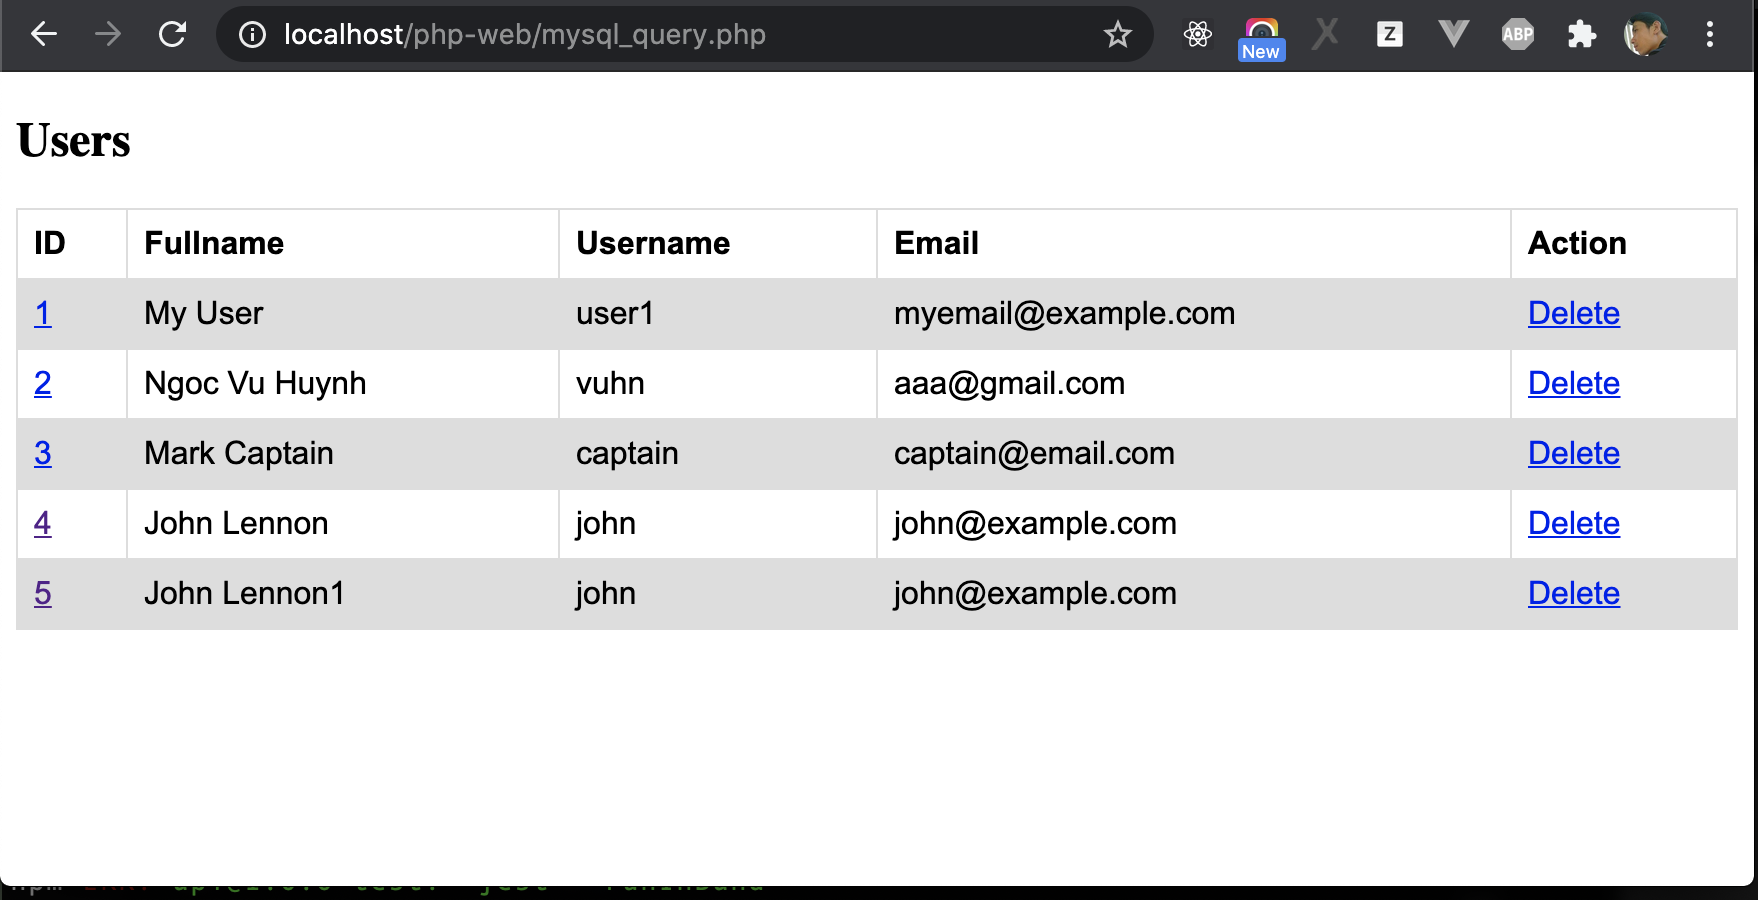 localhost/php-web/mysql_query.php
New
Z
ABP
Users
ID Fullname Username Email Action
1 My User user1 myemail@example.com Delete
2 Ngoc Vu Huynh vuhn aaa@gmail.com Delete
3 Mark Captain captain captain@email.com Delete
4 John Lennon john john@example.com Delete
5 John Lennon1 john john@example.com Delete